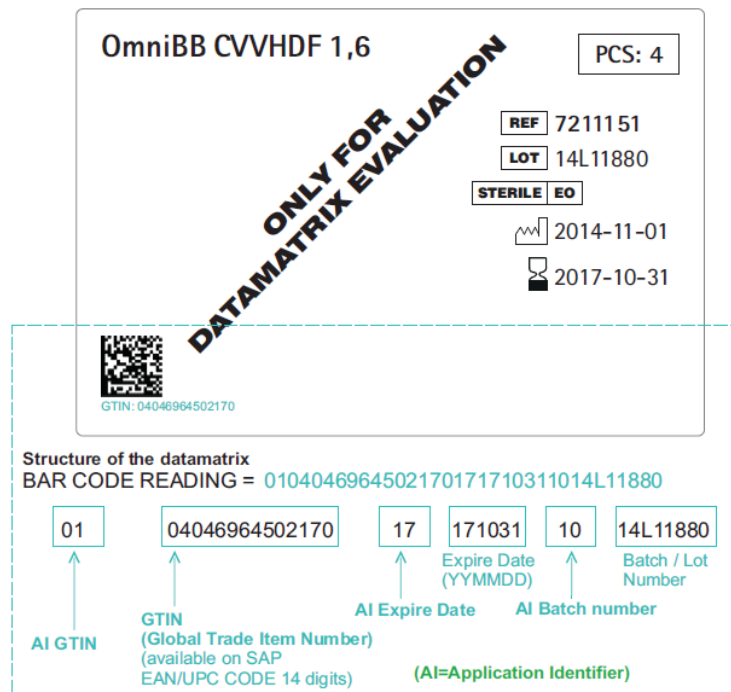 OmniBB CVVHDF 1,6
PCS: 4
ONLY FOR
DATAMATRIX EVALUATION
REF 7211151
LOT 14L11880
STERILE EO
2014-11-01
2017-10-31
GTIN: 04046964502170
Structure of the datamatrix
BAR CODE READING = 01040469645021701717103110​14L11880
01 04046964502170 17 171031 10 14L11880
Expire Date
(YYMMDD)
Batch / Lot
Number
AI Expire Date
AI Batch number
AI GTIN
GTIN
(Global Trade Item Number)
(available on SAP
EAN/UPC CODE 14 digits)
(AI=Application Identifier)